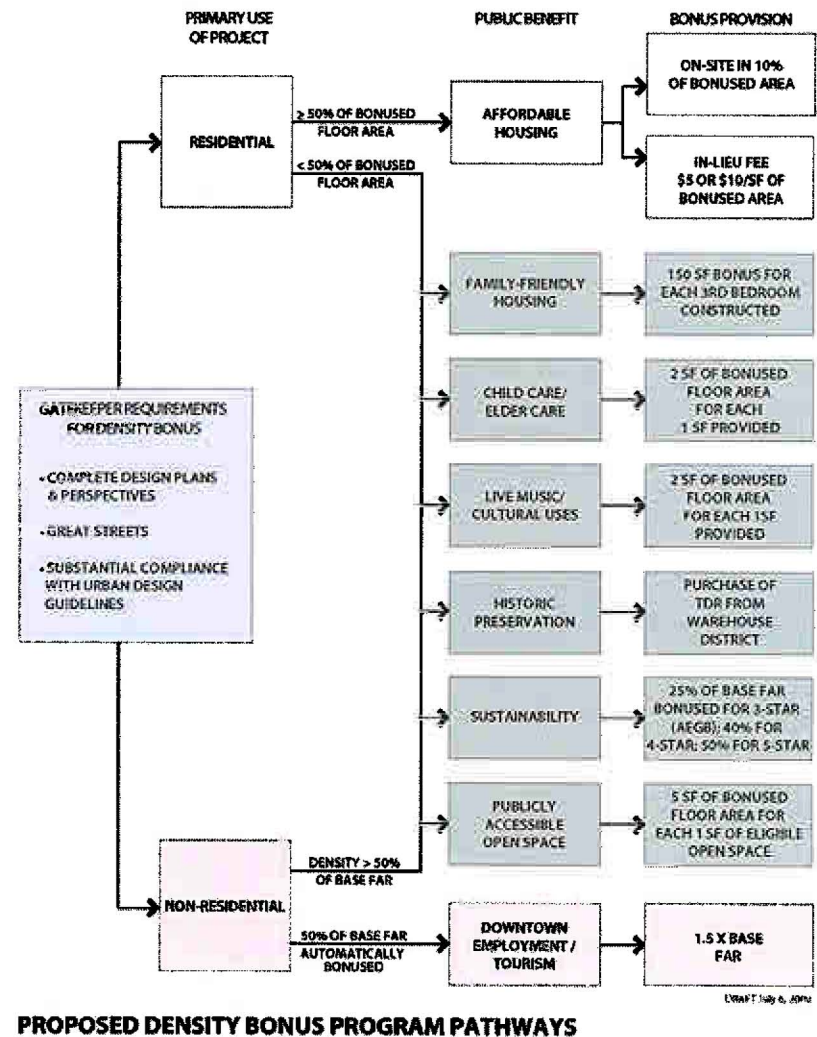 PRIMARY USE
OF PROJECT
PUBLIC BENEFIT
BONUS PROVISION
RESIDENTIAL
≥ 50% OF BONUSED
FLOOR AREA
< 50% OF BONUSED
FLOOR AREA
AFFORDABLE
HOUSING
ON-SITE IN 10%
OF BONUSED AREA
IN-LIEU FEE
$5 OR $10/SF OF
BONUSED AREA
FAMILY-FRIENDLY
HOUSING
150 SF BONUS FOR
EACH 3RD BEDROOM
CONSTRUCTED
GATEKEEPER REQUIREMENTS
FOR DENSITY BONUS
• COMPLETE DESIGN PLANS
& PERSPECTIVES
• GREAT STREETS
• SUBSTANTIAL COMPLIANCE
WITH URBAN DESIGN
GUIDELINES
CHILD CARE/
ELDER CARE
2 SF OF BONUSED
FLOOR AREA
FOR EACH
1 SF PROVIDED
LIVE MUSIC/
CULTURAL USES
2 SF OF BONUSED
FLOOR AREA
FOR EACH 1SF
PROVIDED
HISTORIC
PRESERVATION
PURCHASE OF
TDR FROM
WAREHOUSE
DISTRICT
SUSTAINABILITY
25% OF BASE FAR
BONUSED FOR 3-STAR
(AEGB); 40% FOR
4-STAR; 50% FOR 5-STAR
PUBLICLY
ACCESSIBLE
OPEN SPACE
5 SF OF BONUSED
FLOOR AREA FOR
EACH 1 SF OF ELIGIBLE
OPEN SPACE
NON-RESIDENTIAL
DENSITY > 50%
OF BASE FAR
50% OF BASE FAR
AUTOMATICALLY
BONUSED
DOWNTOWN
EMPLOYMENT /
TOURISM
1.5 X BASE
FAR
DRAFT July 6,
PROPOSED DENSITY BONUS PROGRAM PATHWAYS